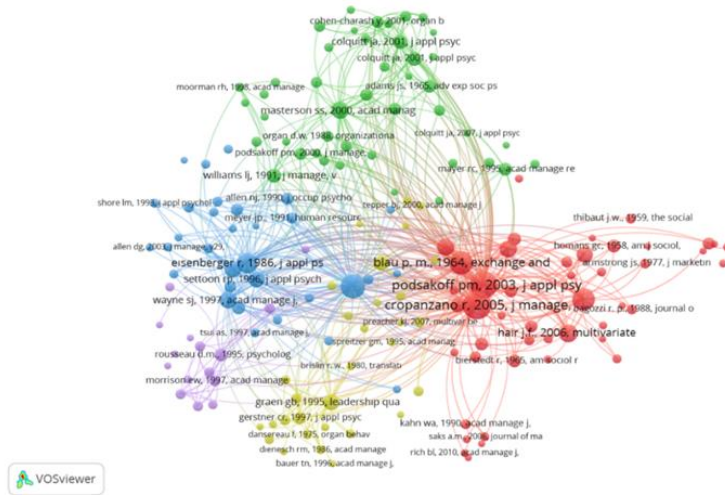 cohen-charash y, 2001, organ b
colquitt ja, 2001, j appl psyc
colquitt ja, 2001, j appl psyc
adams js, 1965, adv exp soc ps
moorman rh, 1998, acad manage
masterson ss, 2000, acad manag
organ d.w. 1988, organizationa
colquitt ja, 2007, j appl psyc
podsakoff pm, 2000, j manage,
mayer rc, 1995, acad manage re
williams lj, 1991, j manage, v
allen nj, 1990, j occup psycho
tepper bj, 2000, acad manage j
shore lm, 1993, j appl psychol
meyer jp., 1991, human resourc
thibaut j.w., 1959, the social
allen dg, 2003, j manage, v29,
homans gc, 1958, am j sociol,
eisenberger r, 1986, j appl ps
blau p. m., 1964, exchange and
armstrong js, 1977, j marketin
settoon rp, 1996, j appl psych
podsakoff pm, 2003, j appl psy
wayne sj, 1997, acad manage j,
cropanzano r, 2005, j manage,
r. p., 1988, journal o
preacher kj, 2007, multivar be
tsui as, 1997, acad manage j,
hair j.f., 2006, multivariate
spreitzer gm, 1995, acad manag
rousseau d.m., 1995, psycholog
bierstedt r, 1965, am sociol r
brislin r. w., 1980, translati
morrison ew, 1997, acad manage
graen gb, 1995, leadership qua
gerstner cr, 1997, j appl psyc
kahn wa, 1990, acad manage j,
dansereau f, 1975, organ behav
saks a.m., 2006, journal of ma
dienesch rm, 1986, acad manage
rich bl, 2010, acad manage j,
bauer tn, 1996, acad manage j,
VOSviewer